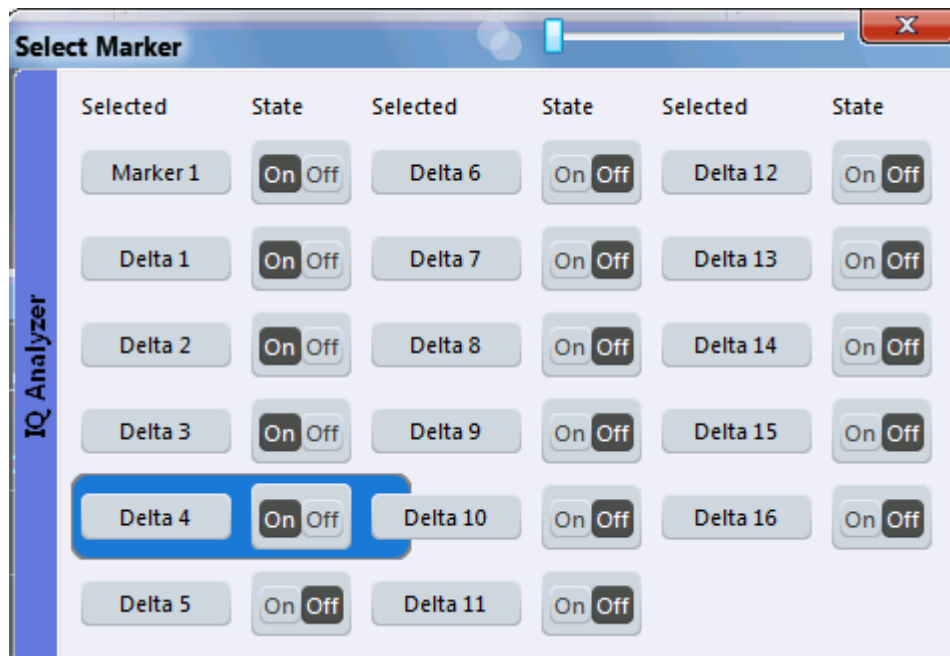 Select Marker
IQ Analyzer
Selected State Selected State Selected State
Marker 1 On Off Delta 6 On Off Delta 12 On Off
Delta 1 On Off Delta 7 On Off Delta 13 On Off
Delta 2 On Off Delta 8 On Off Delta 14 On Off
Delta 3 On Off Delta 9 On Off Delta 15 On Off
Delta 4 On Off Delta 10 On Off Delta 16 On Off
Delta 5 On Off Delta 11 On Off